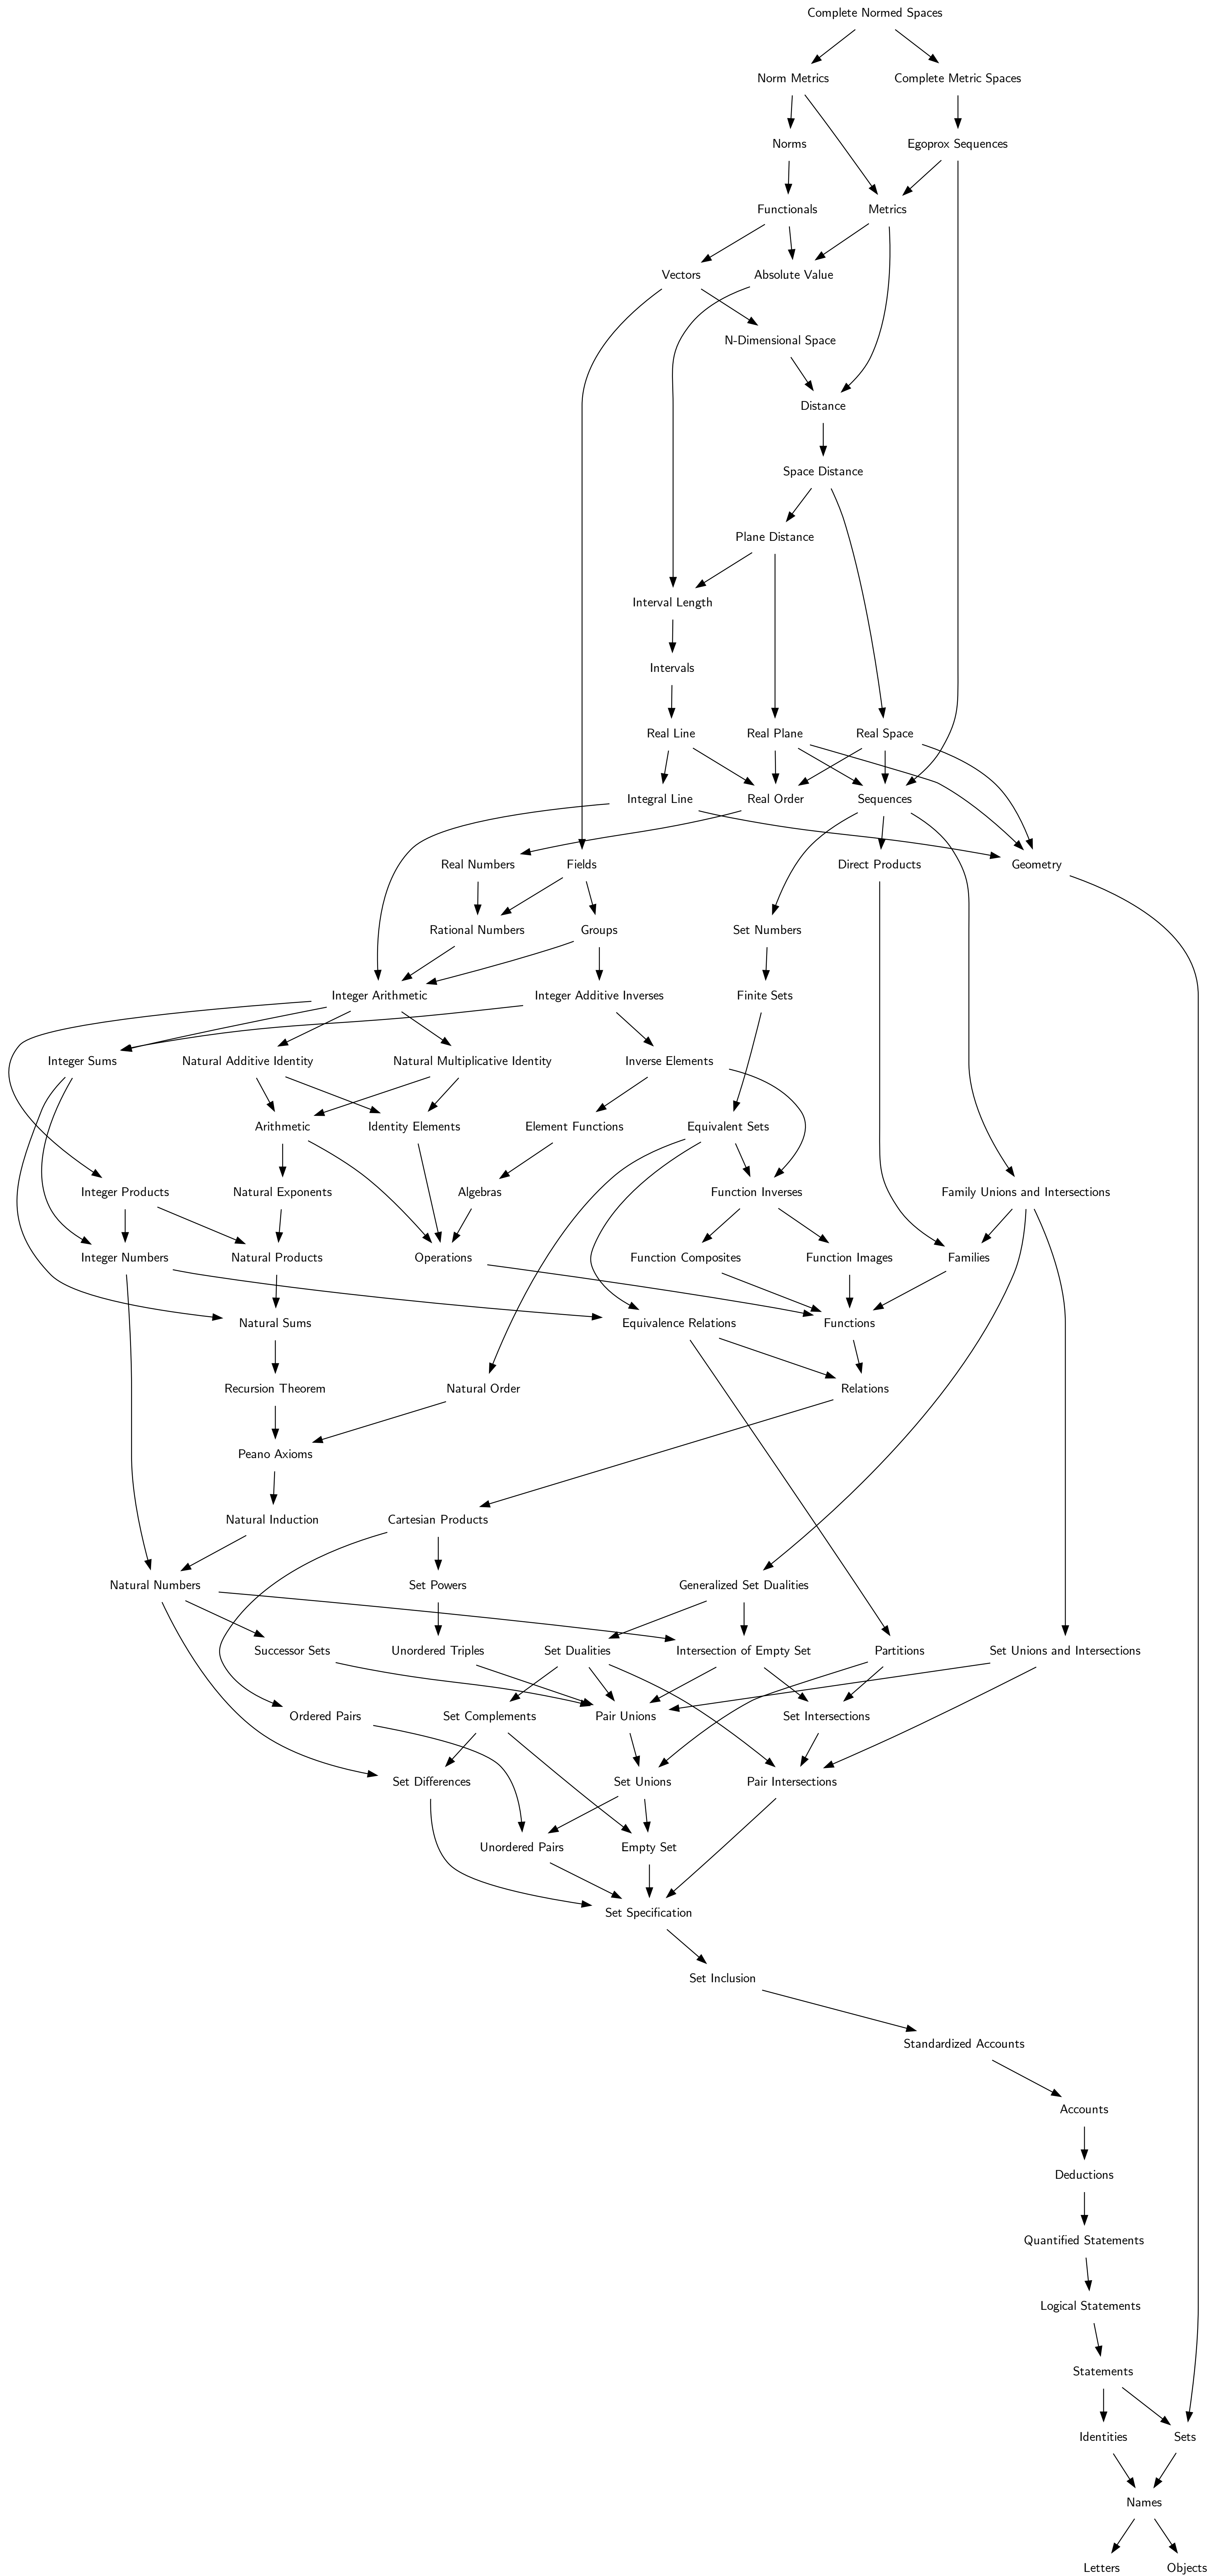 Complete Normed Spaces
Norm Metrics
Complete Metric Spaces
Norms
Egoprox Sequences
Functionals
Metrics
Vectors
Absolute Value
N-Dimensional Space
Distance
Space Distance
Plane Distance
Interval Length
Intervals
Real Line
Real Plane
Real Space
Integral Line
Real Order
Sequences
Real Numbers
Fields
Direct Products
Geometry
Rational Numbers
Groups
Set Numbers
Integer Arithmetic
Integer Additive Inverses
Finite Sets
Integer Sums
Natural Additive Identity
Natural Multiplicative Identity
Inverse Elements
Arithmetic
Identity Elements
Element Functions
Equivalent Sets
Integer Products
Natural Exponents
Algebras
Function Inverses
Family Unions and Intersections
Integer Numbers
Natural Products
Operations
Function Composites
Function Images
Families
Natural Sums
Equivalence Relations
Functions
Recursion Theorem
Natural Order
Relations
Peano Axioms
Natural Induction
Cartesian Products
Natural Numbers
Set Powers
Generalized Set Dualities
Successor Sets
Unordered Triples
Set Dualities
Intersection of Empty Set
Partitions
Set Unions and Intersections
Ordered Pairs
Set Complements
Pair Unions
Set Intersections
Set Differences
Set Unions
Pair Intersections
Unordered Pairs
Empty Set
Set Specification
Set Inclusion
Standardized Accounts
Accounts
Deductions
Quantified Statements
Logical Statements
Statements
Identities
Sets
Names
Letters
Objects